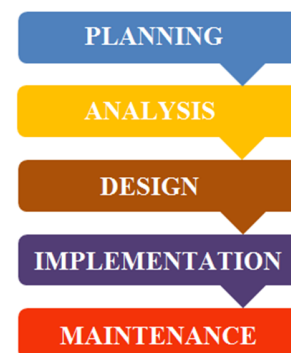 PLANNING
ANALYSIS
DESIGN
IMPLEMENTATION
MAINTENANCE